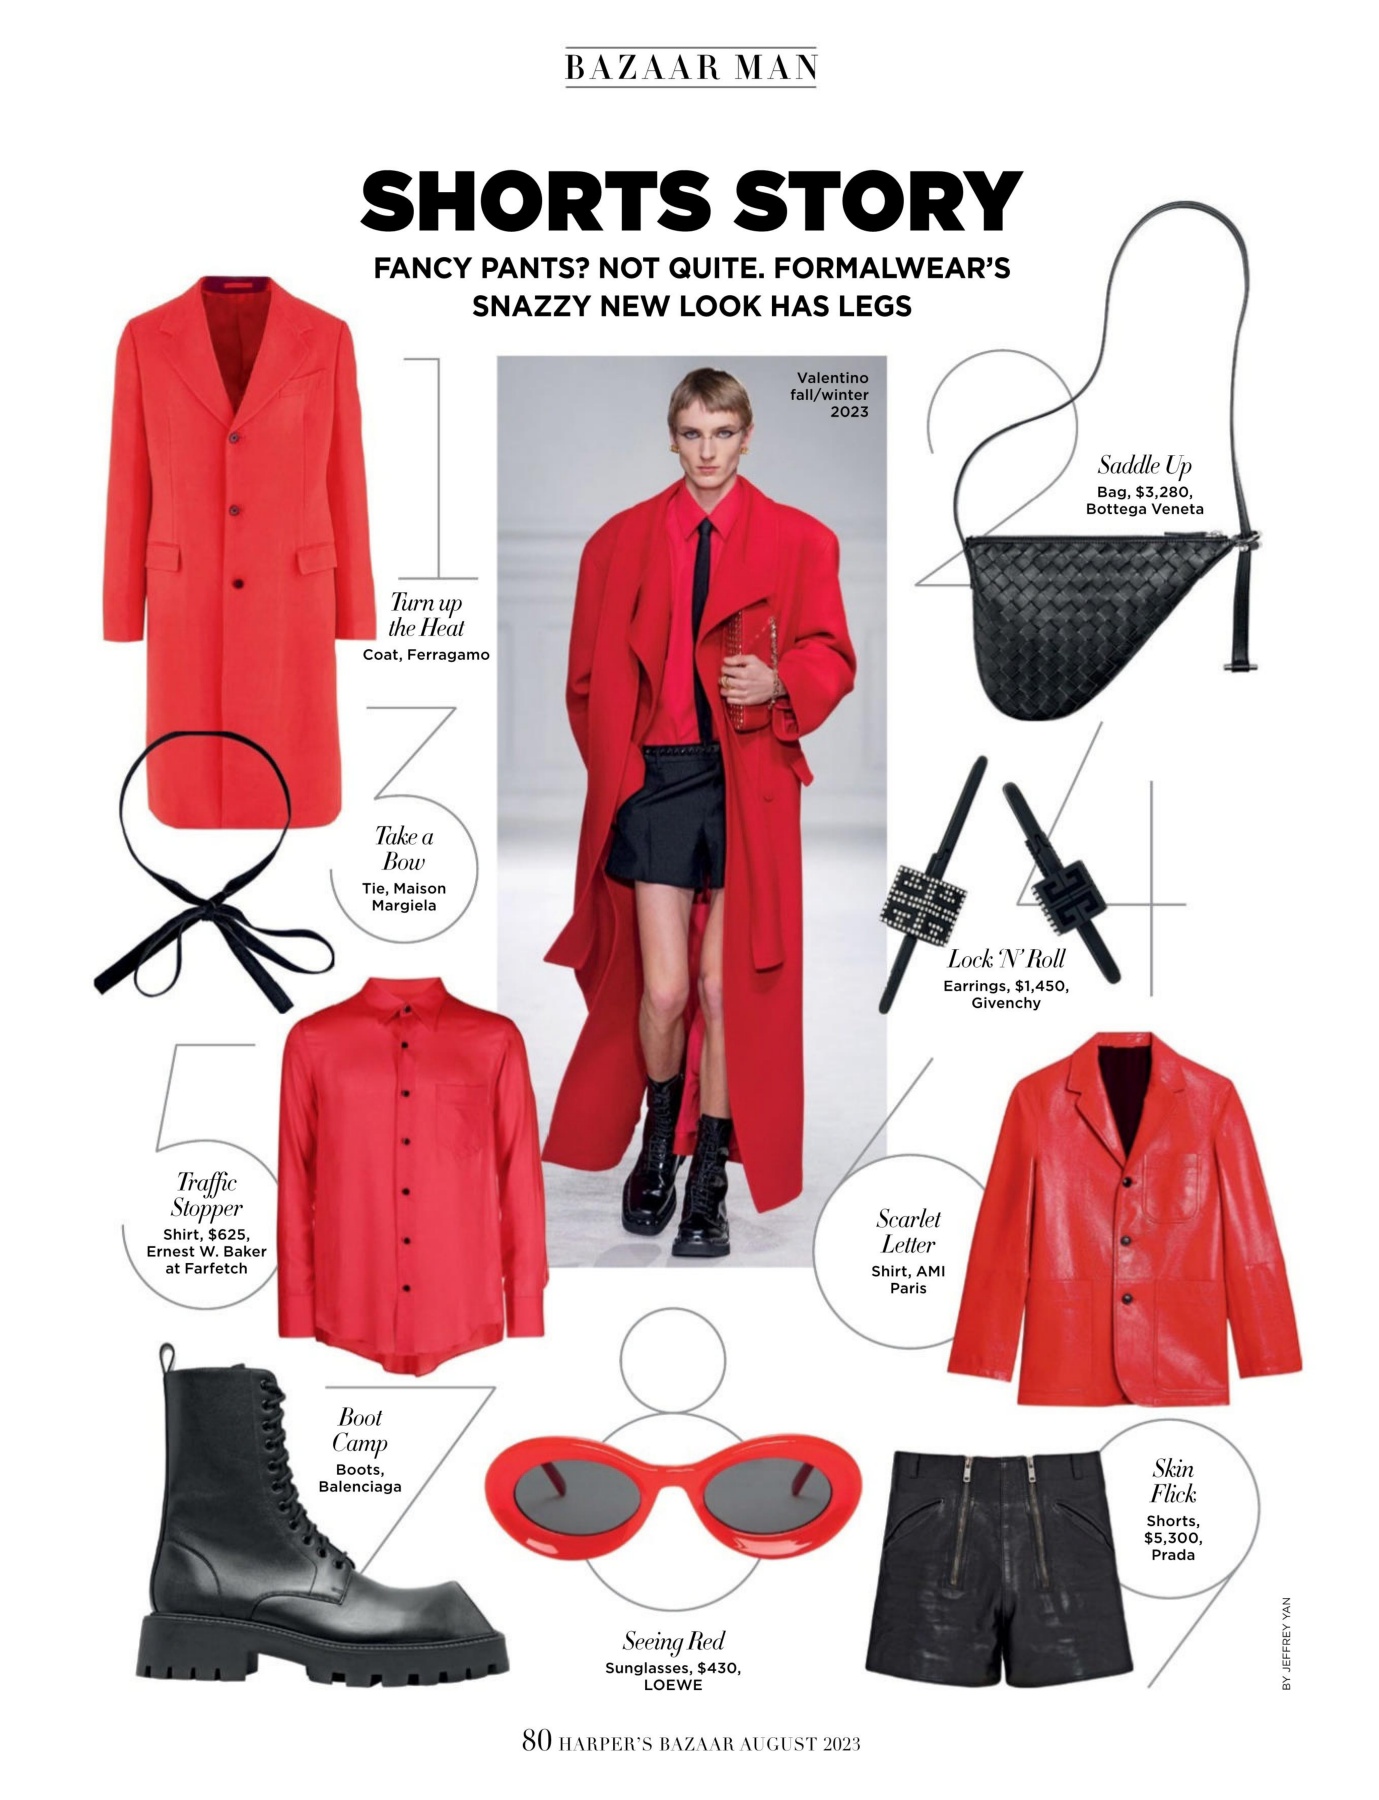 BAZAAR MAN
SHORTS STORY
FANCY PANTS? NOT QUITE. FORMALWEAR’S
SNAZZY NEW LOOK HAS LEGS
Valentino
fall/winter
2023
1
Turn up
the Heat
Coat, Ferragamo
2
Saddle Up
Bag, $3,280,
Bottega Veneta
3
Take a
Bow
Tie, Maison
Margiela
4
Lock ‘N’ Roll
Earrings, $1,450,
Givenchy
5
Traffic
Stopper
Shirt, $625,
Ernest W. Baker
at Farfetch
6
Scarlet
Letter
Shirt, AMI
Paris
7
Boot
Camp
Boots,
Balenciaga
8
Seeing Red
Sunglasses, $430,
LOEWE
9
Skin
Flick
Shorts,
$5,300,
Prada
BY JEFFREY YAN
80 HARPER’S BAZAAR AUGUST 2023